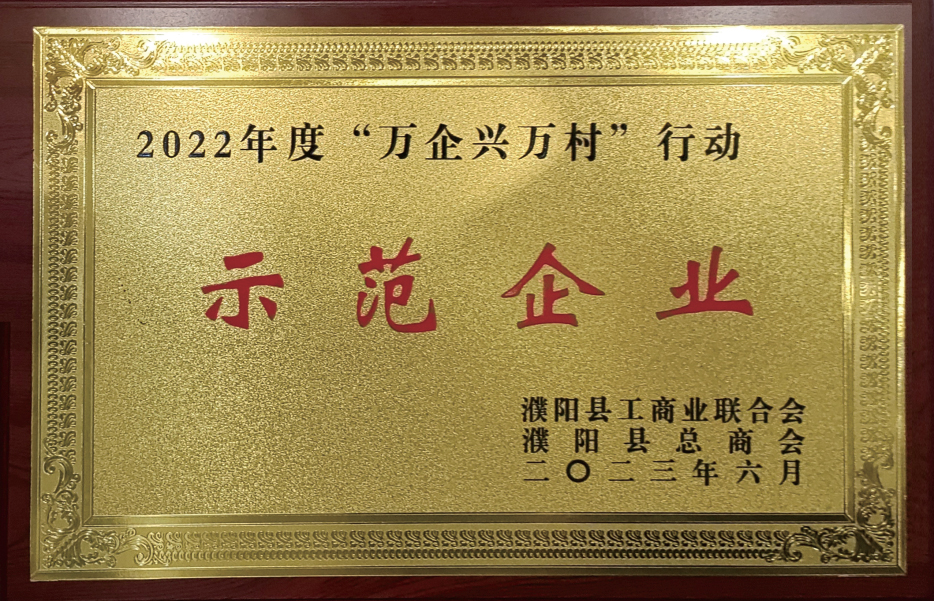 2022年度“万企兴万村”行动
示范企业
濮阳县工商业联合会
濮阳县总商会
二〇二三年六月